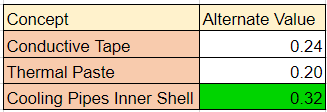 Concept Alternate Value
Conductive Tape 0.24
Thermal Paste 0.20
Cooling Pipes Inner Shell 0.32